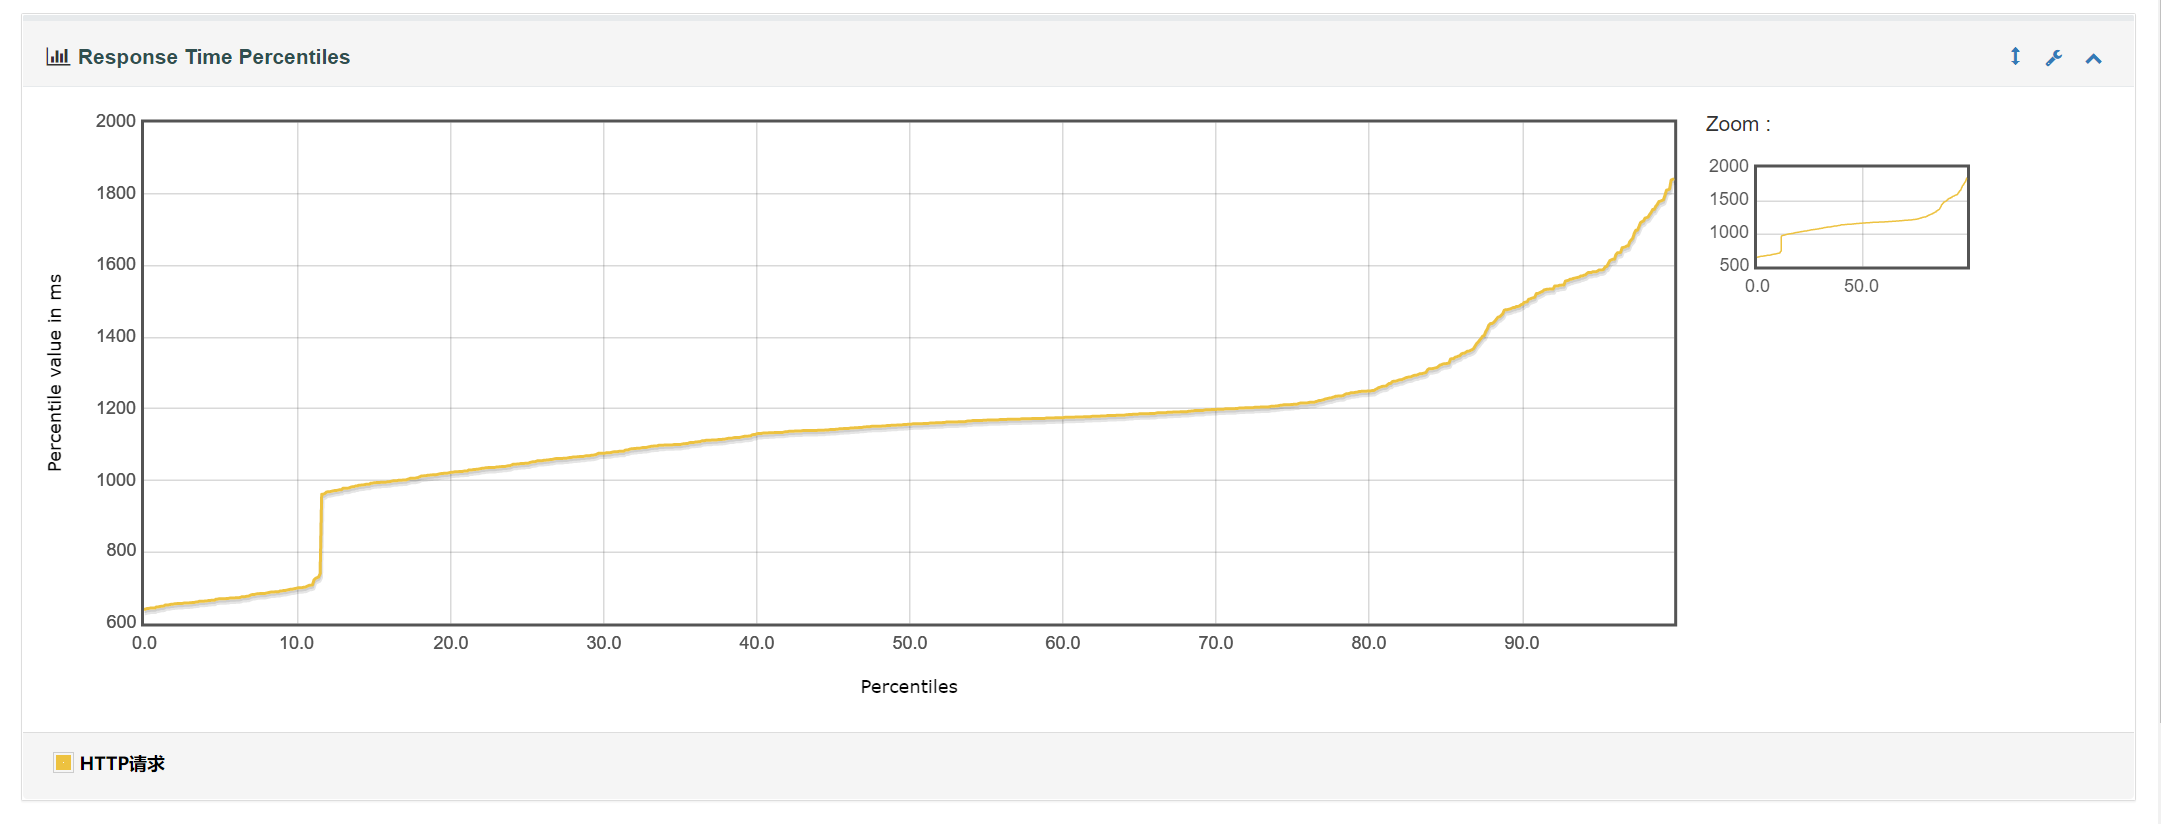 Response Time Percentiles
Percentile value in ms
2000
1800
1600
1400
1200
1000
800
600
0.0 10.0 20.0 30.0 40.0 50.0 60.0 70.0 80.0 90.0
Percentiles
Zoom :
2000
1500
1000
500
0.0 50.0
HTTP请求